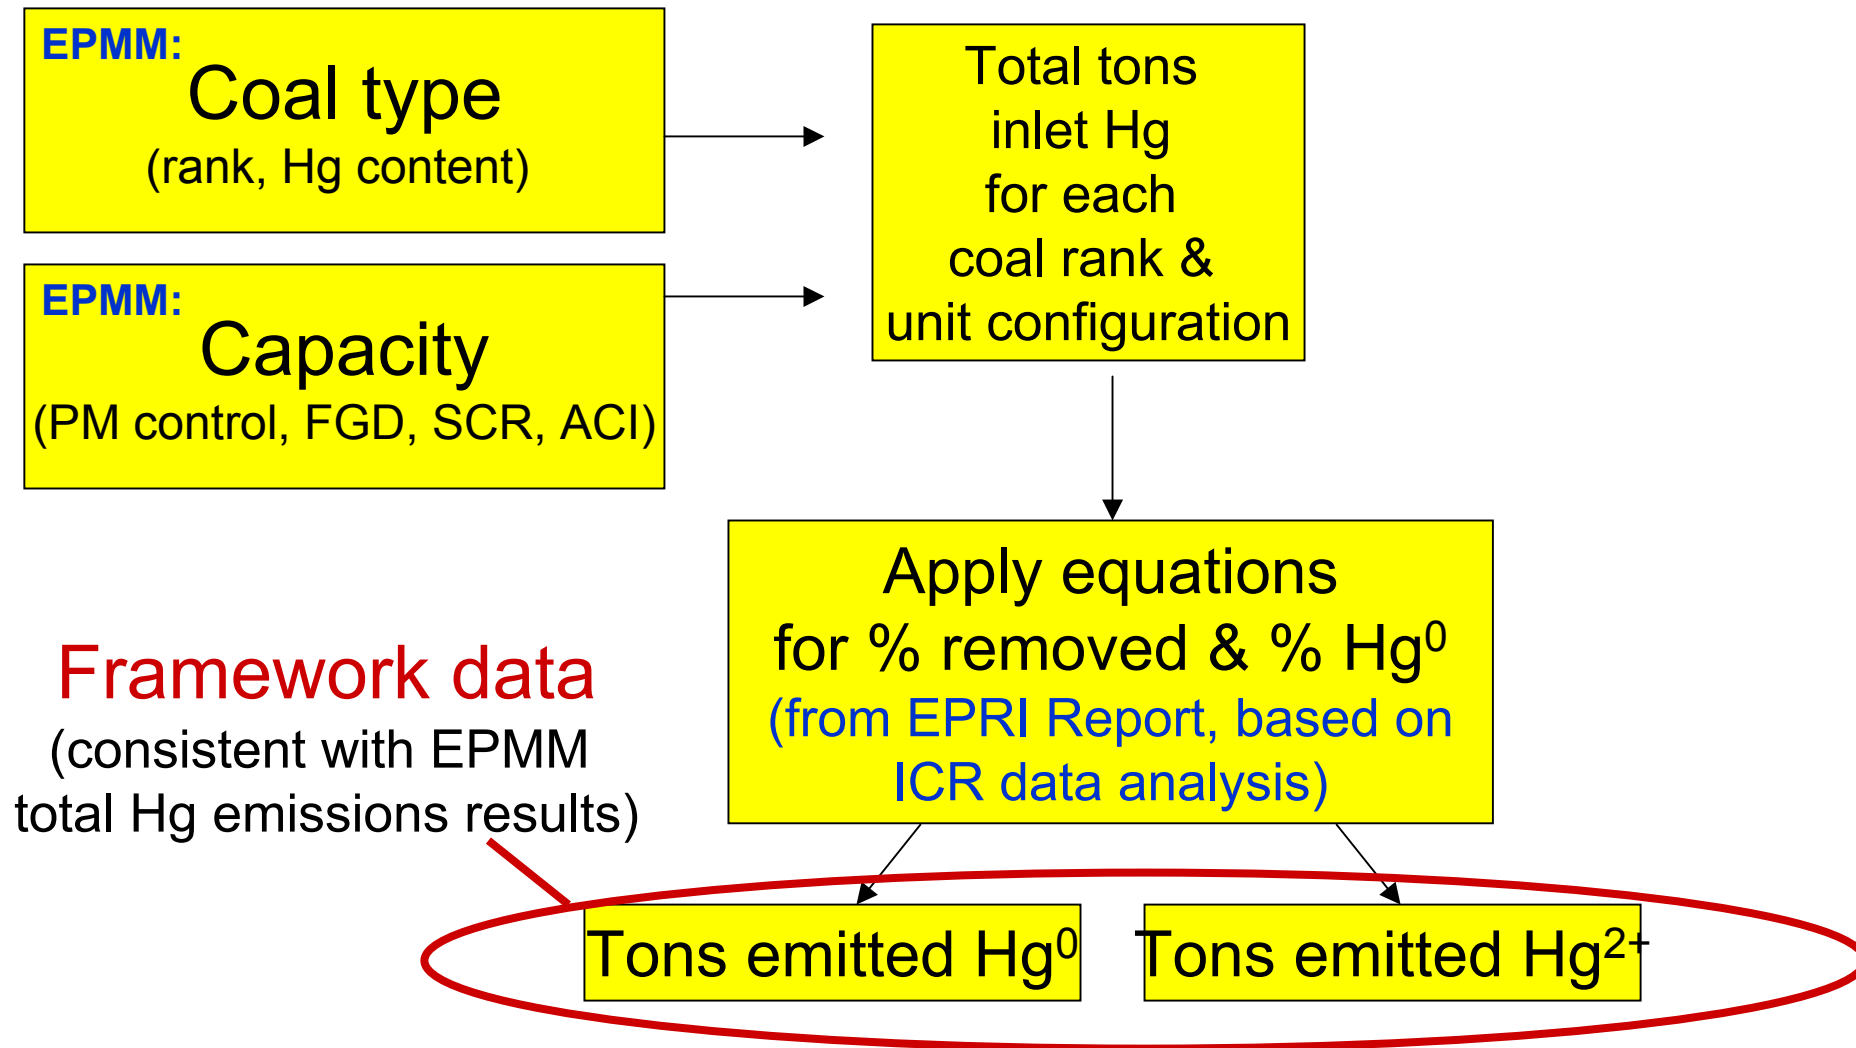 EPMM:
Coal type
(rank, Hg content)
EPMM:
Capacity
(PM control, FGD, SCR, ACI)
Total tons
inlet Hg
for each
coal rank &
unit configuration
Apply equations
for % removed & % Hg⁰
(from EPRI Report, based on
ICR data analysis)
Framework data
(consistent with EPMM
total Hg emissions results)
Tons emitted Hg⁰
Tons emitted Hg²⁺